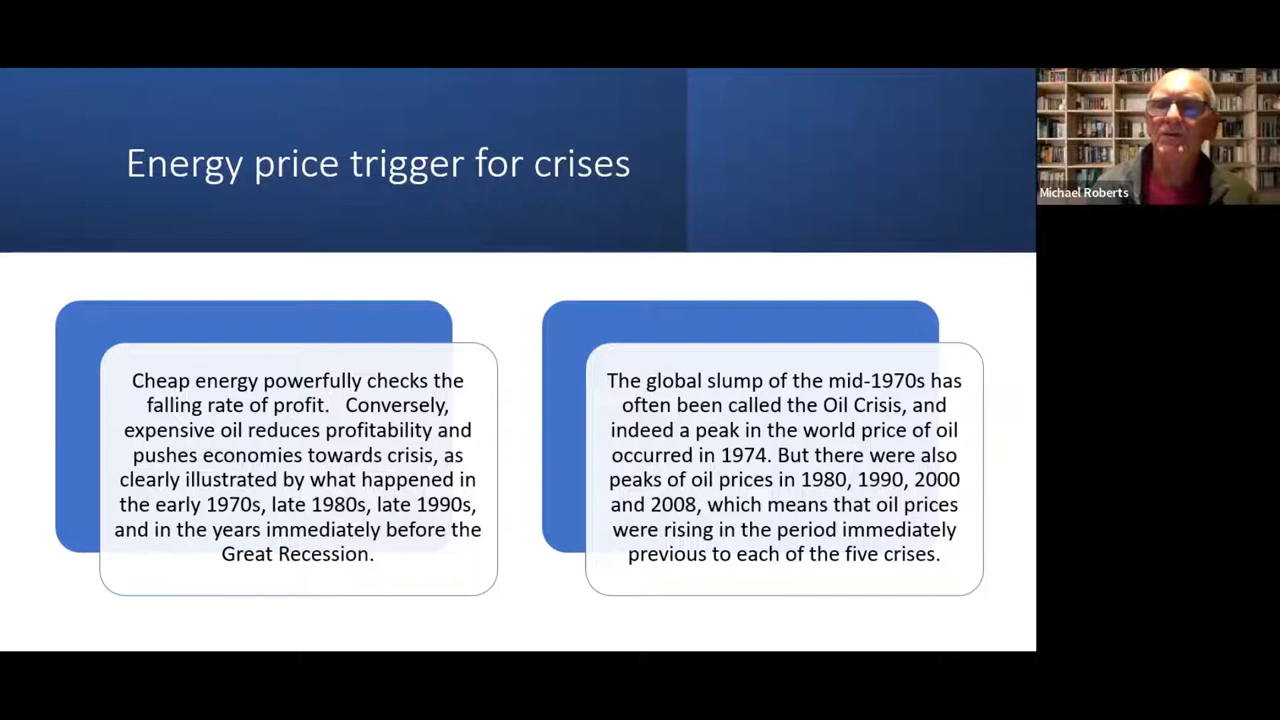 Energy price trigger for crises
Michael Roberts
Cheap energy powerfully checks the
falling rate of profit.   Conversely,
expensive oil reduces profitability and
pushes economies towards crisis, as
clearly illustrated by what happened in
the early 1970s, late 1980s, late 1990s,
and in the years immediately before the
Great Recession.
The global slump of the mid-1970s has
often been called the Oil Crisis, and
indeed a peak in the world price of oil
occurred in 1974. But there were also
peaks of oil prices in 1980, 1990, 2000
and 2008, which means that oil prices
were rising in the period immediately
previous to each of the five crises.